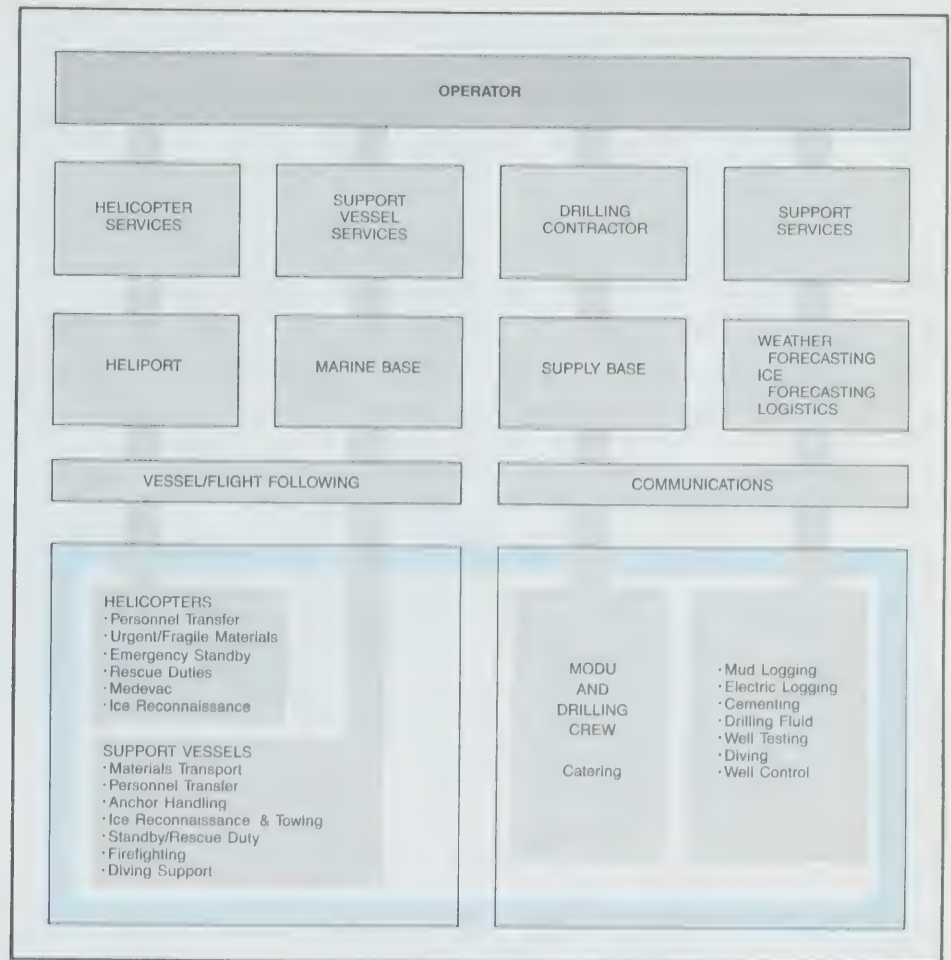 OPERATOR
HELICOPTER
SERVICES
SUPPORT
VESSEL
SERVICES
DRILLING
CONTRACTOR
SUPPORT
SERVICES
HELIPORT
MARINE BASE
SUPPLY BASE
WEATHER
FORECASTING
ICE
FORECASTING
LOGISTICS
VESSEL/FLIGHT FOLLOWING
COMMUNICATIONS
HELICOPTERS
· Personnel Transfer
· Urgent/Fragile Materials
· Emergency Standby
· Rescue Duties
· Medevac
· Ice Reconnaissance
SUPPORT VESSELS
· Materials Transport
· Personnel Transfer
· Anchor Handling
· Ice Reconnaissance & Towing
· Standby/Rescue Duty
· Firefighting
· Diving Support
MODU
AND
DRILLING
CREW
Catering
· Mud Logging
· Electric Logging
· Cementing
· Drilling Fluid
· Well Testing
· Diving
· Well Control